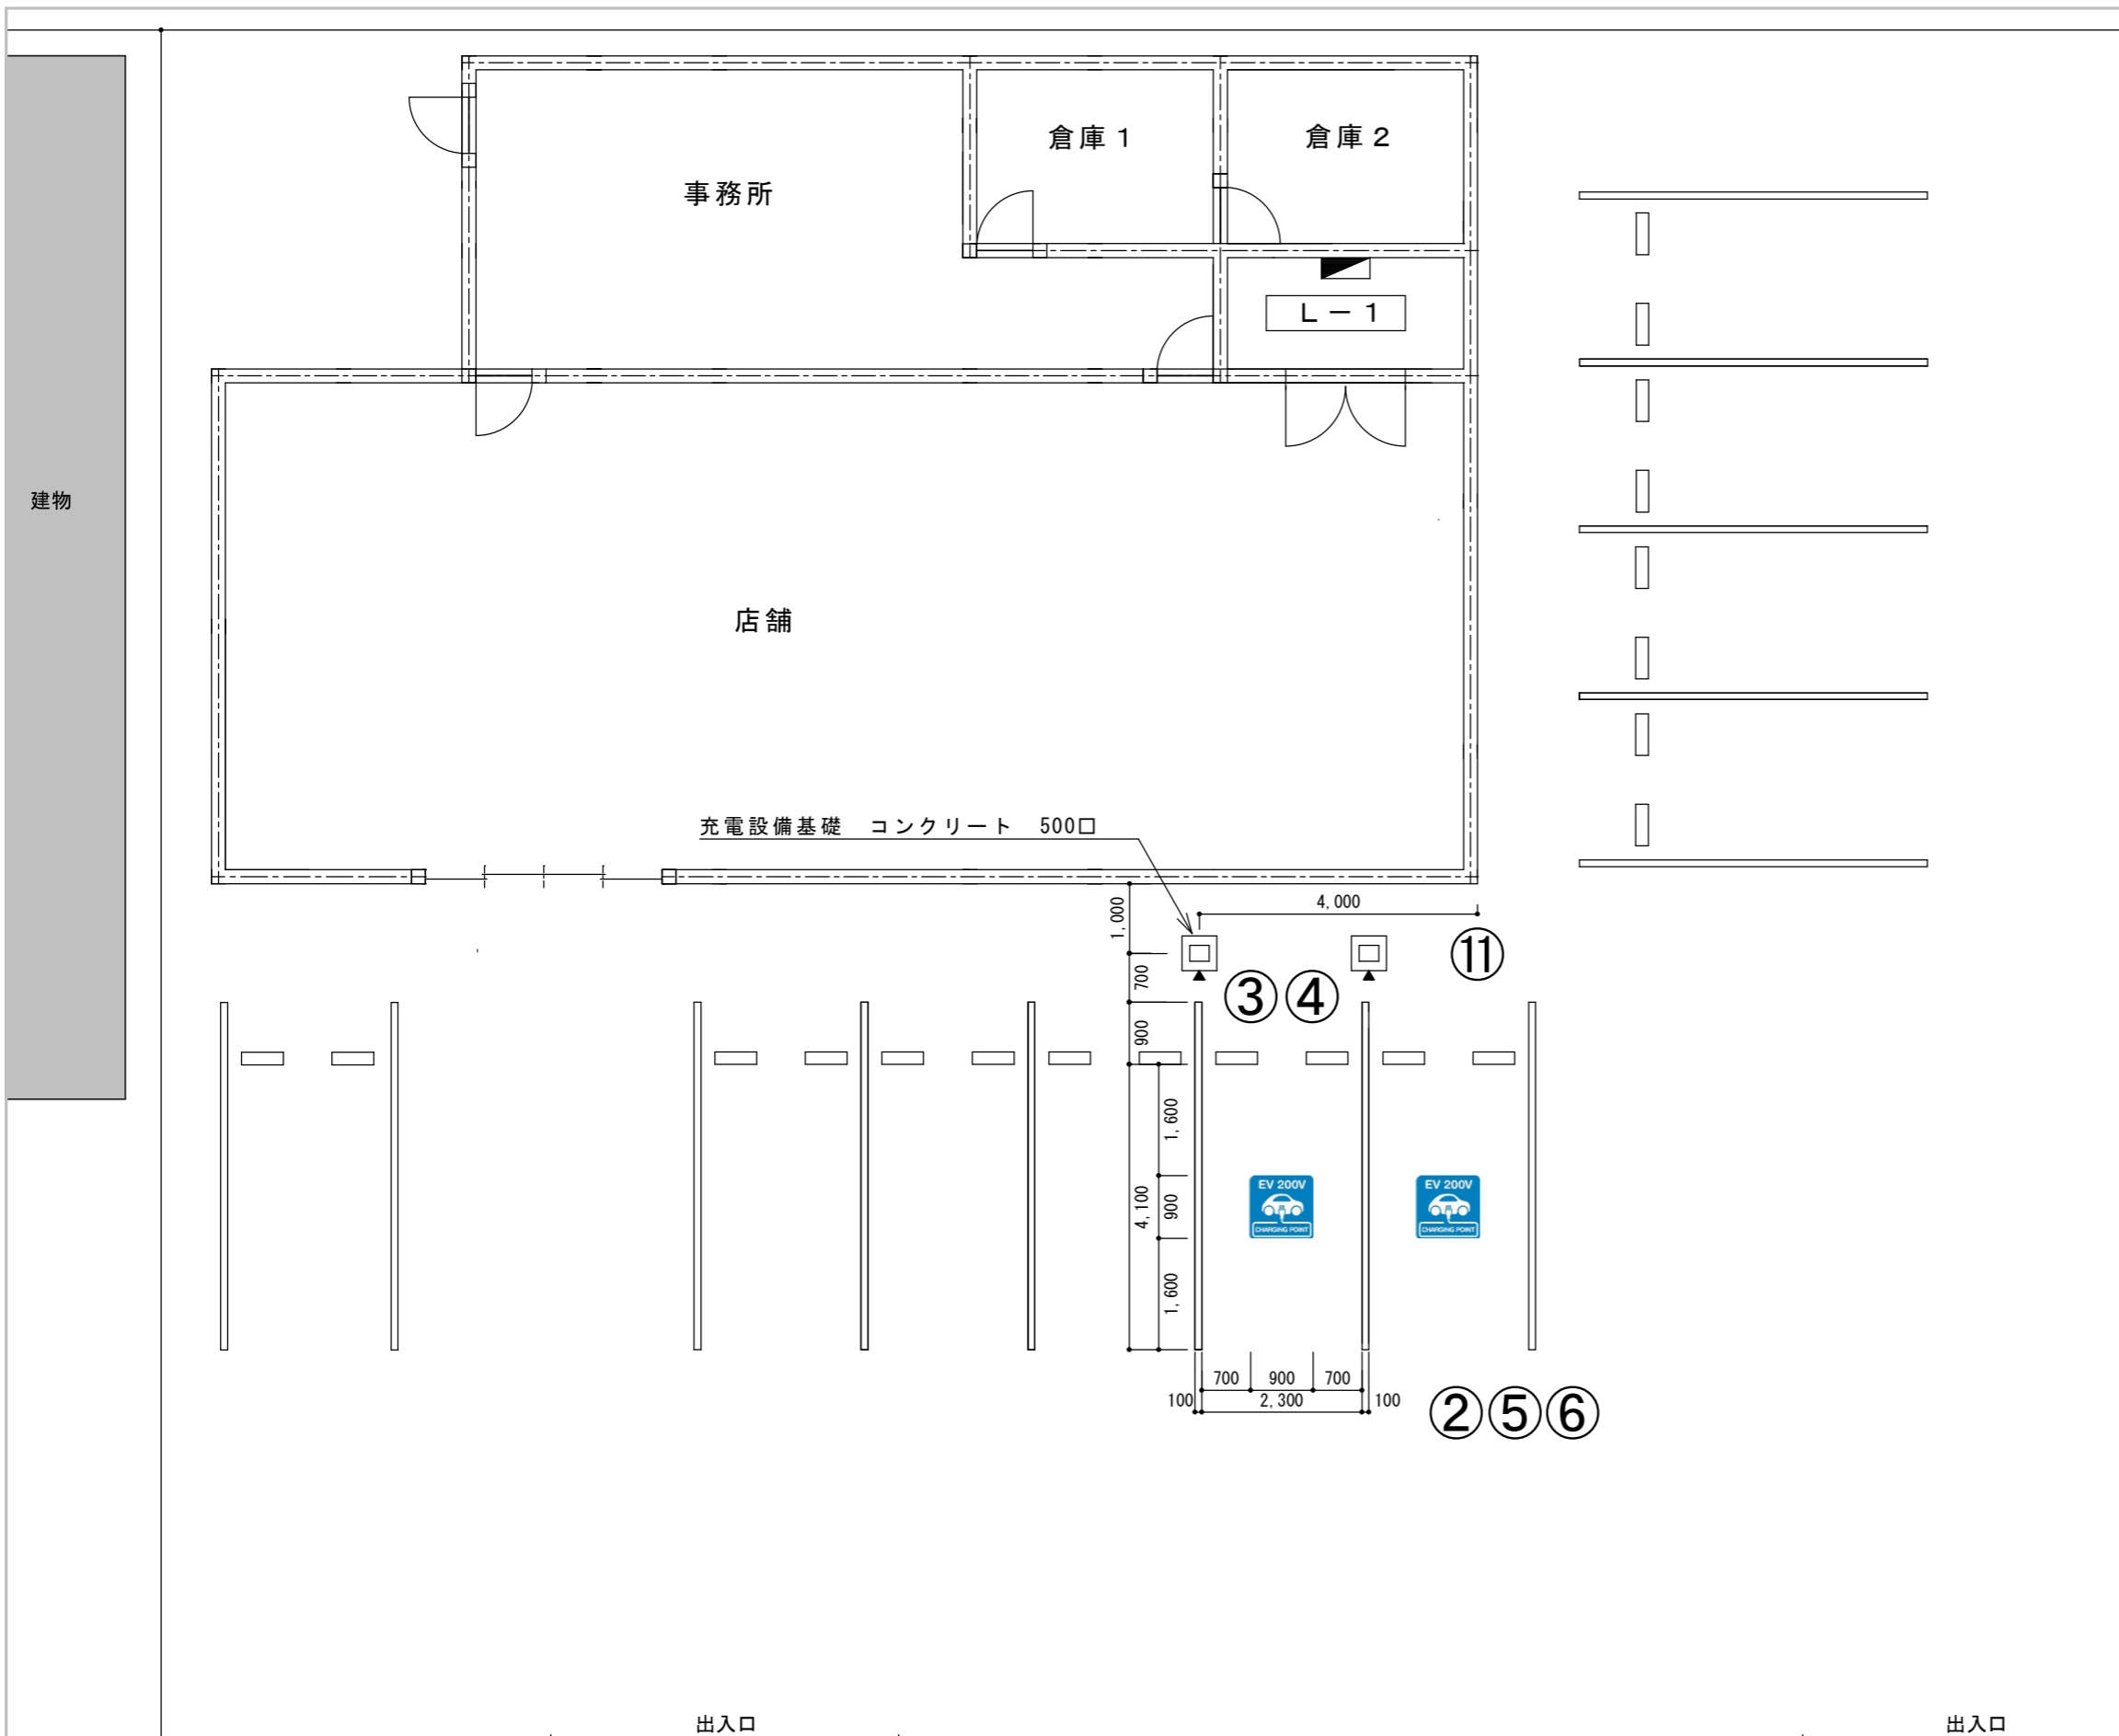 倉庫1
倉庫2
事務所
L-1
建物
店舗
充電設備基礎 コンクリート 500□
4,000
1,000
⑪
700
③④
900
1,600
EV 200V
CHARGING POINT
EV 200V
CHARGING POINT
4,100
900
1,600
700 900 700
100 2,300 100
②⑤⑥
出入口
出入口